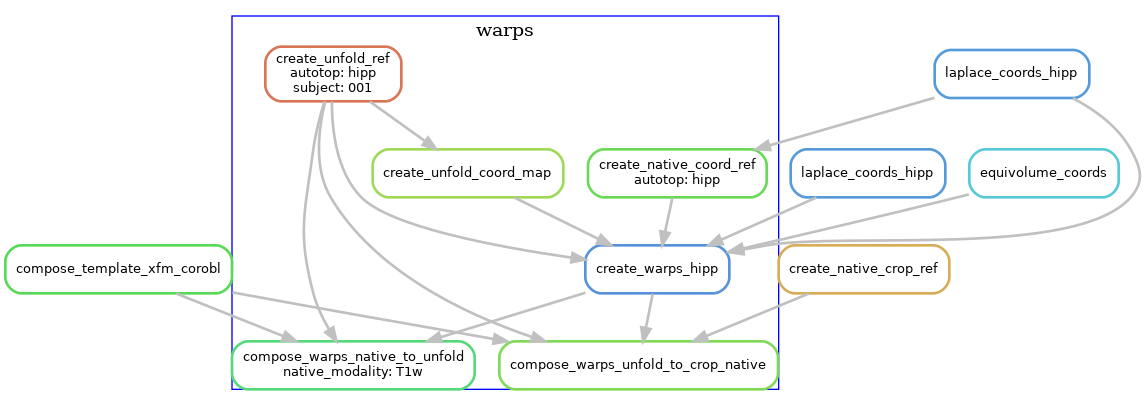 warps
create_unfold_ref
autotop: hipp
subject: 001
laplace_coords_hipp
create_unfold_coord_map
create_native_coord_ref
autotop: hipp
laplace_coords_hipp
equivolume_coords
compose_template_xfm_corobl
create_warps_hipp
create_native_crop_ref
compose_warps_native_to_unfold
native_modality: T1w
compose_warps_unfold_to_crop_native